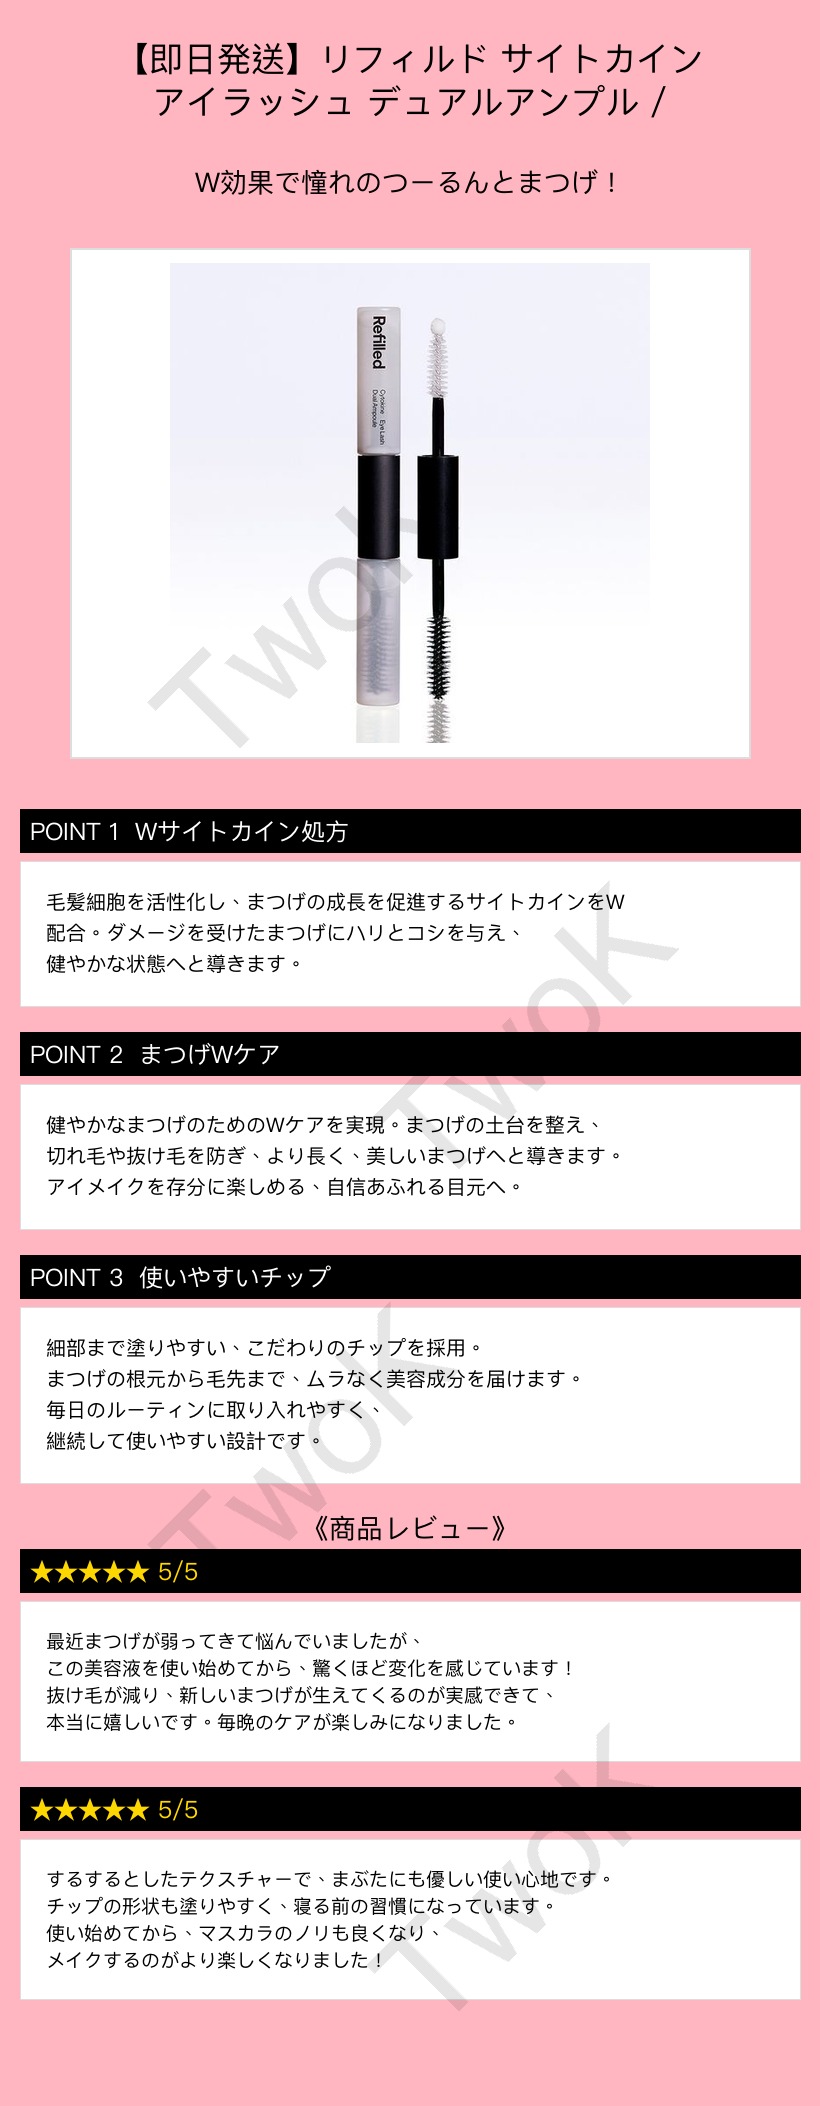 【即日発送】リフィルド サイトカイン
アイラッシュ デュアルアンプル /
W効果で憧れのつーるんとまつげ！
Refilled
Cytokine Eye Lash
Dual Ampoule
TwoK
POINT 1 Wサイトカイン処方
毛髪細胞を活性化し、まつげの成長を促進するサイトカインをW
配合。ダメージを受けたまつげにハリとコシを与え、
健やかな状態へと導きます。
TwoK
POINT 2 まつげWケア
健やかなまつげのためのWケアを実現。まつげの土台を整え、
切れ毛や抜け毛を防ぎ、より長く、美しいまつげへと導きます。
アイメイクを存分に楽しめる、自信あふれる目元へ。
POINT 3 使いやすいチップ
細部まで塗りやすい、こだわりのチップを採用。
まつげの根元から毛先まで、ムラなく美容成分を届けます。
毎日のルーティンに取り入れやすく、
継続して使いやすい設計です。
TwoK
《商品レビュー》
★★★★★ 5/5
最近まつげが弱ってきて悩んでいましたが、
この美容液を使い始めてから、驚くほど変化を感じています！
抜け毛が減り、新しいまつげが生えてくるのが実感できて、
本当に嬉しいです。毎晩のケアが楽しみになりました。
★★★★★ 5/5
するするとしたテクスチャーで、まぶたにも優しい使い心地です。
チップの形状も塗りやすく、寝る前の習慣になっています。
使い始めてから、マスカラのノリも良くなり、
メイクするのがより楽しくなりました！
TwoK